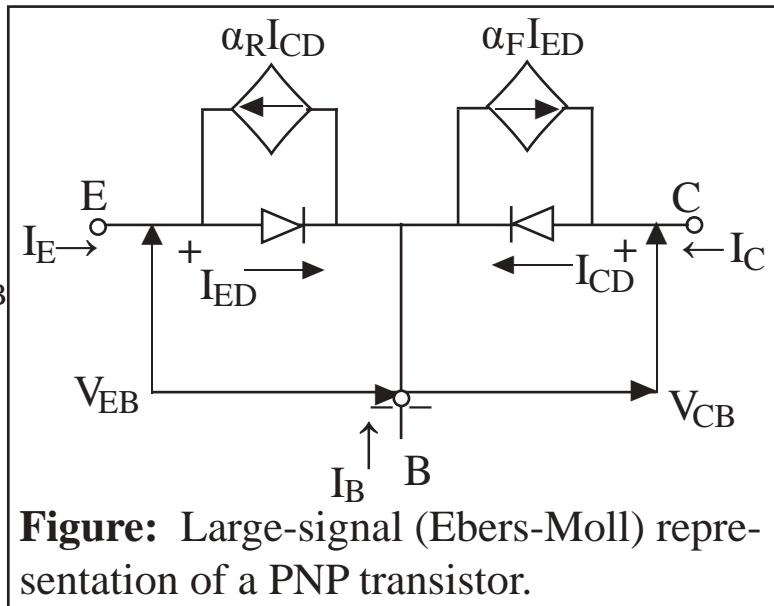 αRICD
αFIED
E
C
IE→
+
IED
ICD
+
←IC
B
VEB
VCB
–
–
IB
B
Figure: Large-signal (Ebers-Moll) repre-
sentation of a PNP transistor.